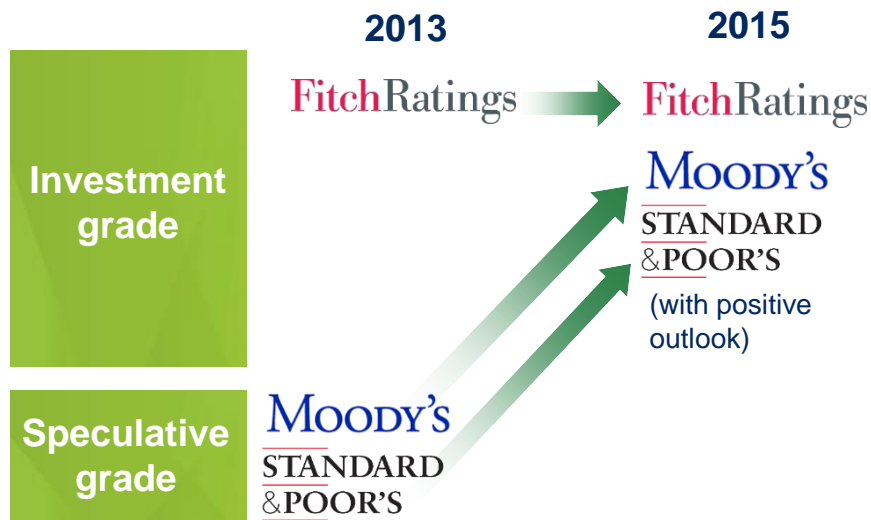 2013
2015
FitchRatings
FitchRatings
Investment
grade
MOODY'S
STANDARD
&POOR'S
(with positive
outlook)
Speculative
grade
MOODY'S
STANDARD
&POOR'S